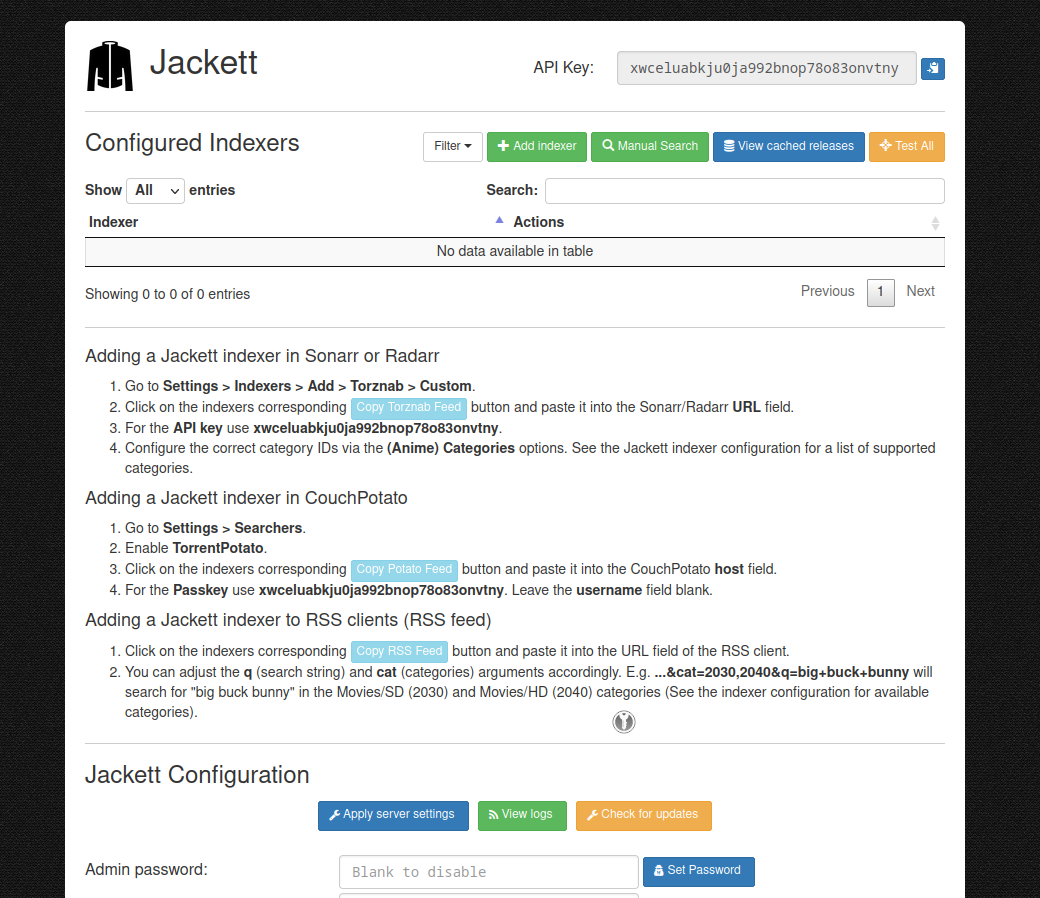 Jackett
API Key: xwceluabkju0ja992bnop78o83onvtny
Configured Indexers
Filter Add indexer Manual Search View cached releases Test All
Show All entries Search:
Indexer Actions
No data available in table
Showing 0 to 0 of 0 entries Previous 1 Next
Adding a Jackett indexer in Sonarr or Radarr
1. Go to Settings > Indexers > Add > Torznab > Custom.
2. Click on the indexers corresponding Copy Torznab Feed button and paste it into the Sonarr/Radarr URL field.
3. For the API key use xwceluabkju0ja992bnop78o83onvtny.
4. Configure the correct category IDs via the (Anime) Categories options. See the Jackett indexer configuration for a list of supported
categories.
Adding a Jackett indexer in CouchPotato
1. Go to Settings > Searchers.
2. Enable TorrentPotato.
3. Click on the indexers corresponding Copy Potato Feed button and paste it into the CouchPotato host field.
4. For the Passkey use xwceluabkju0ja992bnop78o83onvtny. Leave the username field blank.
Adding a Jackett indexer to RSS clients (RSS feed)
1. Click on the indexers corresponding Copy RSS Feed button and paste it into the URL field of the RSS client.
2. You can adjust the q (search string) and cat (categories) arguments accordingly. E.g. ...&cat=2030,2040&q=big+buck+bunny will
search for "big buck bunny" in the Movies/SD (2030) and Movies/HD (2040) categories (See the indexer configuration for available
categories).
Jackett Configuration
Apply server settings View logs Check for updates
Admin password: Blank to disable Set Password